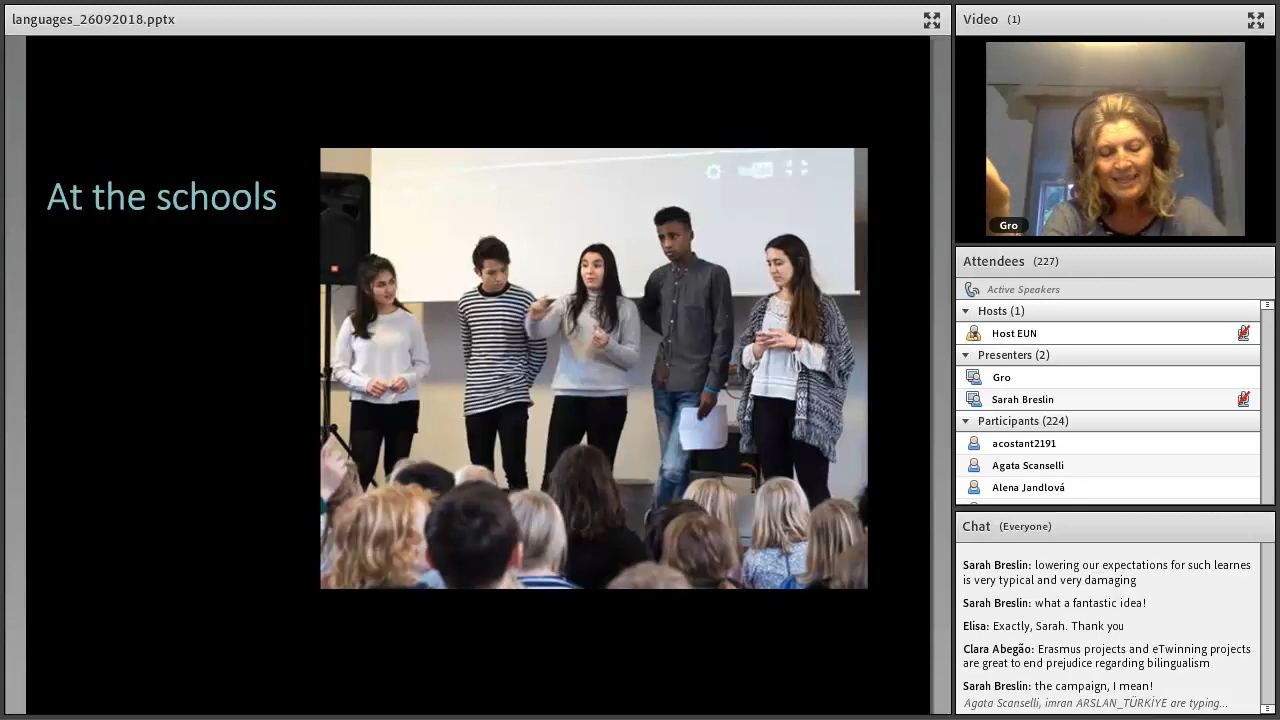 languages_26092018.pptx
At the schools
Video (1)
Gro
Attendees (227)
Active Speakers
Hosts (1)
Host EUN
Presenters (2)
Gro
Sarah Breslin
Participants (224)
acostant2191
Agata Scanselli
Alena Jandlová
Chat (Everyone)
Sarah Breslin: lowering our expectations for such learnes
is very typical and very damaging
Sarah Breslin: what a fantastic idea!
Elisa: Exactly, Sarah. Thank you
Clara Abegão: Erasmus projects and eTwinning projects
are great to end prejudice regarding bilingualism
Sarah Breslin: the campaign, I mean!
Agata Scanselli, imran ARSLAN_TÜRKİYE are typing...